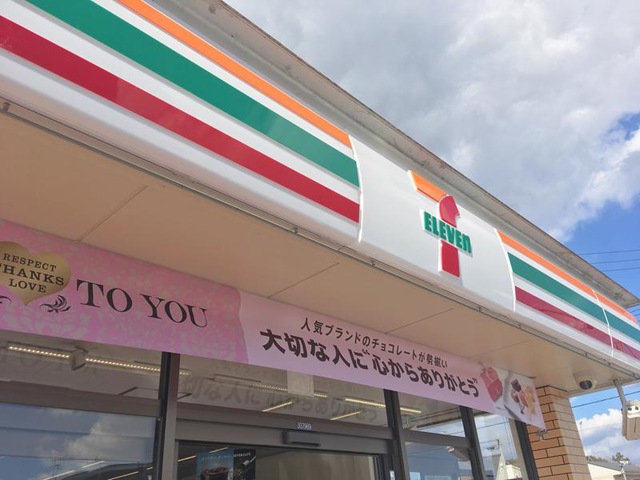 7
ELEVEn
RESPECT
THANKS
LOVE
TO YOU
人気ブランドのチョコレートが勢揃い
大切な人に"心からありがとう"